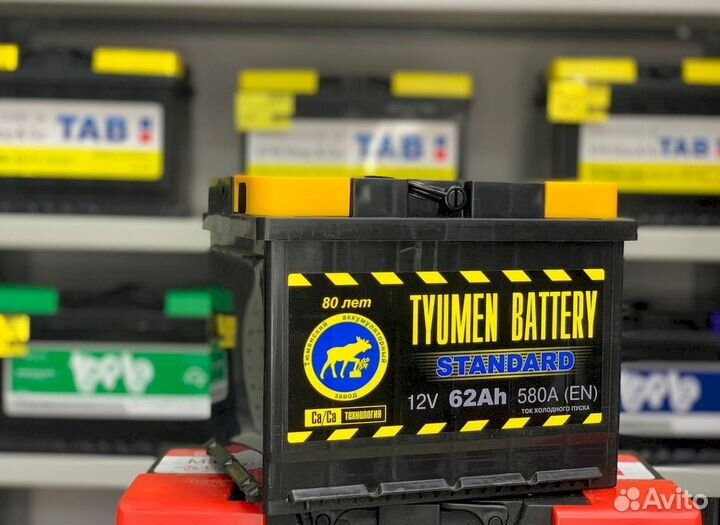 TAB
TAB
TAB
80 лет
Тюменский аккумуляторный
завод
TYUMEN BATTERY
STANDARD
12V 62Ah 580A (EN)
ТОК ХОЛОДНОГО ПУСКА
Ca/Ca ТЕХНОЛОГИЯ
Avito